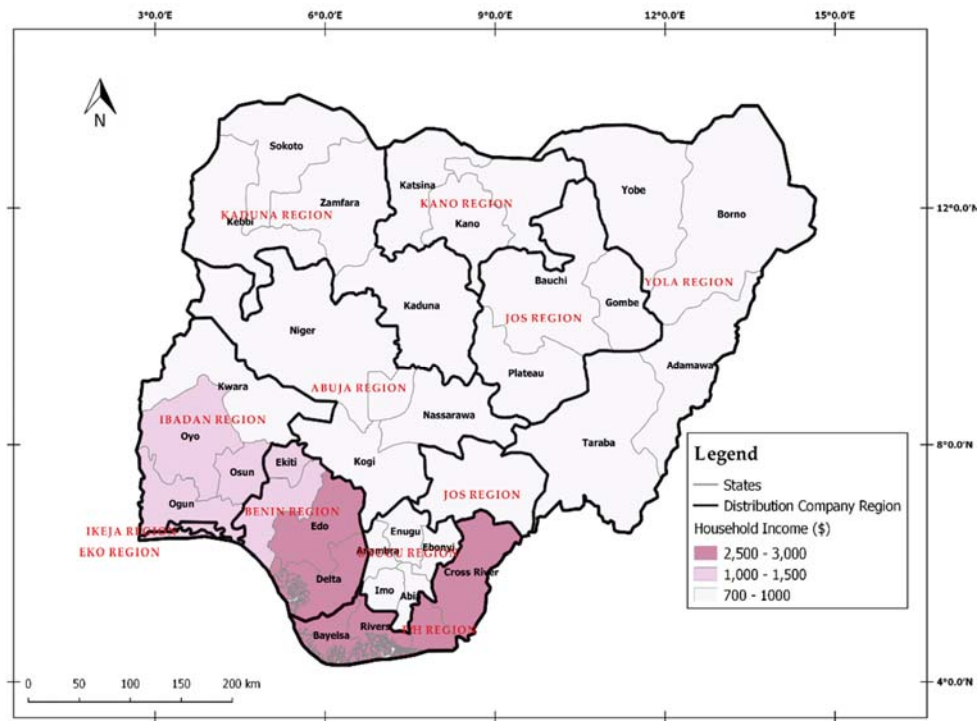 3°0.0'E 6°0.0'E 9°0.0'E 12°0.0'E 15°0.0'E
N
Sokoto
Yobe
Katsina
Zamfara
KANO REGION
Borno
12°0.0'N
KADUNA REGION
Kebbi
Kano
Bauchi
YOLA REGION
Kaduna
Gombe
JOS REGION
Niger
Adamawa
Plateau
ABUJA REGION
Kwara
Nassarawa
IBADAN REGION
Oyo
Taraba
8°0.0'N
Kogi
Ekiti
Osun
JOS REGION
Ogun
BENIN REGION
Edo
Enugu
IKEJA REGION
Ebonyi
EKO REGION
REGION
Cross River
Delta
Imo
Rivers
Bayelsa
REGION
4°0.0'N
Legend
States
Distribution Company Region
Household Income ($)
2,500 - 3,000
1,000 - 1,500
700 - 1000
0 50 100 150 200 km